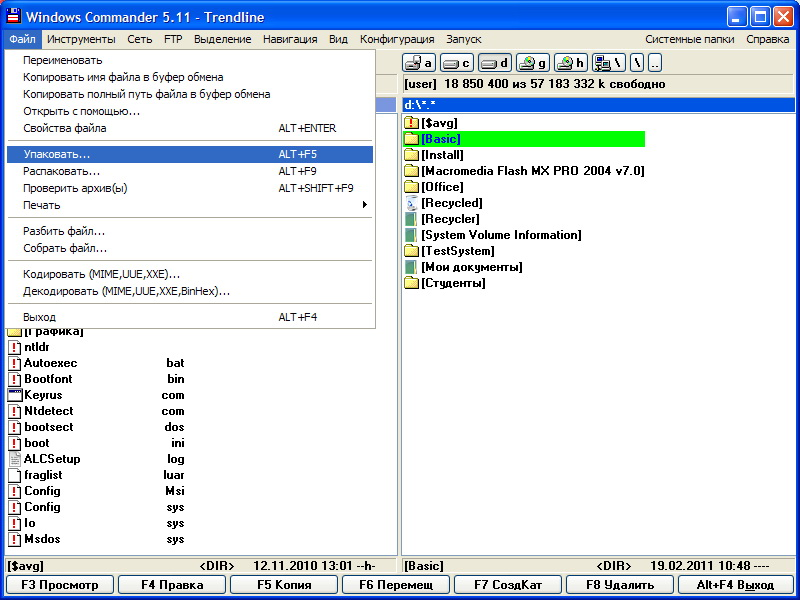 Windows Commander 5.11 - Trendline
Файл Инструменты Сеть FTP Выделение Навигация Вид Конфигурация Запуск Системные папки Справка
Переименовать
Копировать имя файла в буфер обмена
Копировать полный путь файла в буфер обмена
Открыть с помощью...
Свойства файла ALT+ENTER
Упаковать... ALT+F5
Распаковать... ALT+F9
Проверить архив(ы) ALT+SHIFT+F9
Печать
Разбить файл...
Собрать файл...
Кодировать (MIME,UUE,XXE)...
Декодировать (MIME,UUE,XXE,BinHex)...
Выход ALT+F4
[Графика]
ntldr
Autoexec bat
Bootfont bin
Keyrus com
Ntdetect com
bootsect dos
boot ini
ALCSetup log
fraglist luar
Config Msi
Config sys
Io sys
Msdos sys
[$avg] <DIR> 12.11.2010 13:01 --h-
a c d g h \ \ ..
[user] 18 850 400 из 57 183 332 k свободно
d:\*.*
[$avg]
[Basic]
[Install]
[Macromedia Flash MX PRO 2004 v7.0]
[Office]
[Recycled]
[Recycler]
[System Volume Information]
[TestSystem]
[Мои документы]
[Студенты]
[Basic] <DIR> 19.02.2011 10:48 ----
F3 Просмотр F4 Правка F5 Копия F6 Перемещ F7 СоздКат F8 Удалить Alt+F4 Выход